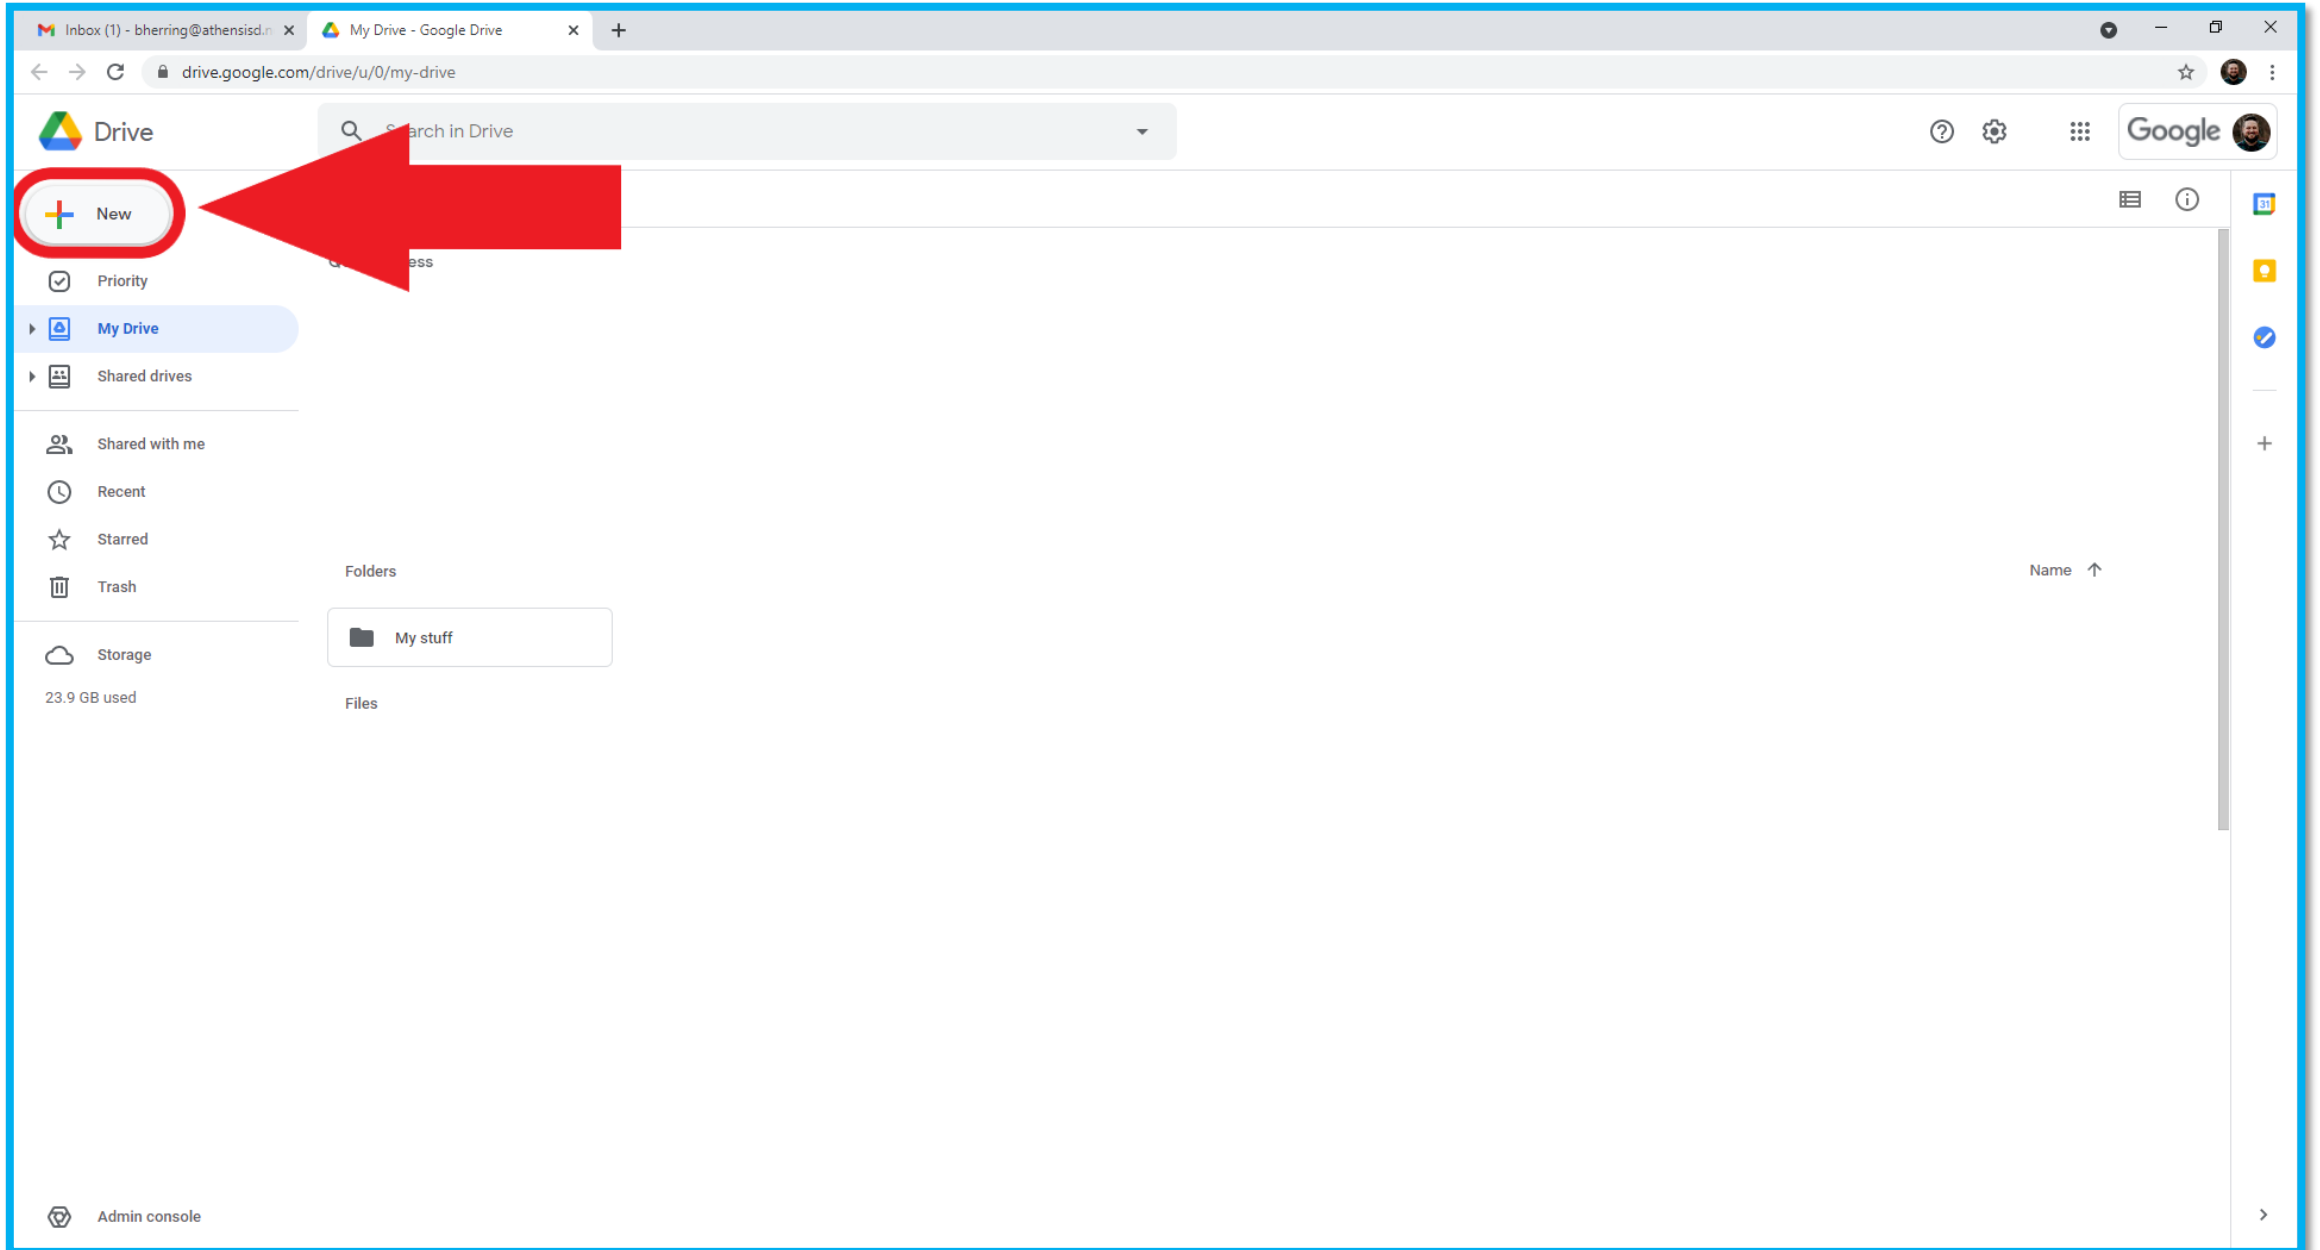 Inbox (1) - bherring@athensisd.n
My Drive - Google Drive
drive.google.com/drive/u/0/my-drive
Drive
Search in Drive
Google
New
Priority
My Drive
Shared drives
Shared with me
Recent
Starred
Trash
Storage
23.9 GB used
Admin console
Folders
Name
My stuff
Files
31